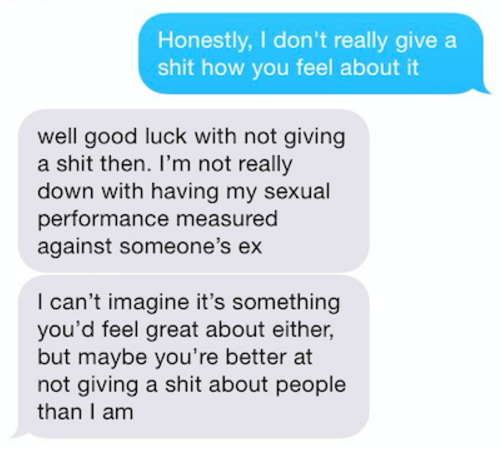 Honestly, I don't really give a
shit how you feel about it
well good luck with not giving
a shit then. I’m not really
down with having my sexual
performance measured
against someone’s ex
I can’t imagine it’s something
you’d feel great about either,
but maybe you’re better at
not giving a shit about people
than I am